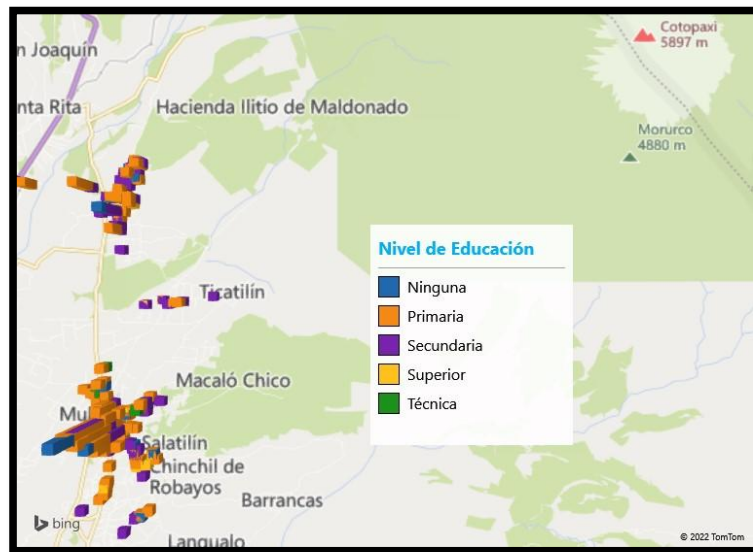 Cotopaxi
5897 m
n Joaquín
nta Rita
Hacienda Ilitío de Maldonado
Morurco
4880 m
Nivel de Educación
Ninguna
Primaria
Secundaria
Superior
Técnica
Ticatilín
Macaló Chico
Mul
Salatilín
Chinchil de
Robayos
Barrancas
Langualo
bing
© 2022 TomTom